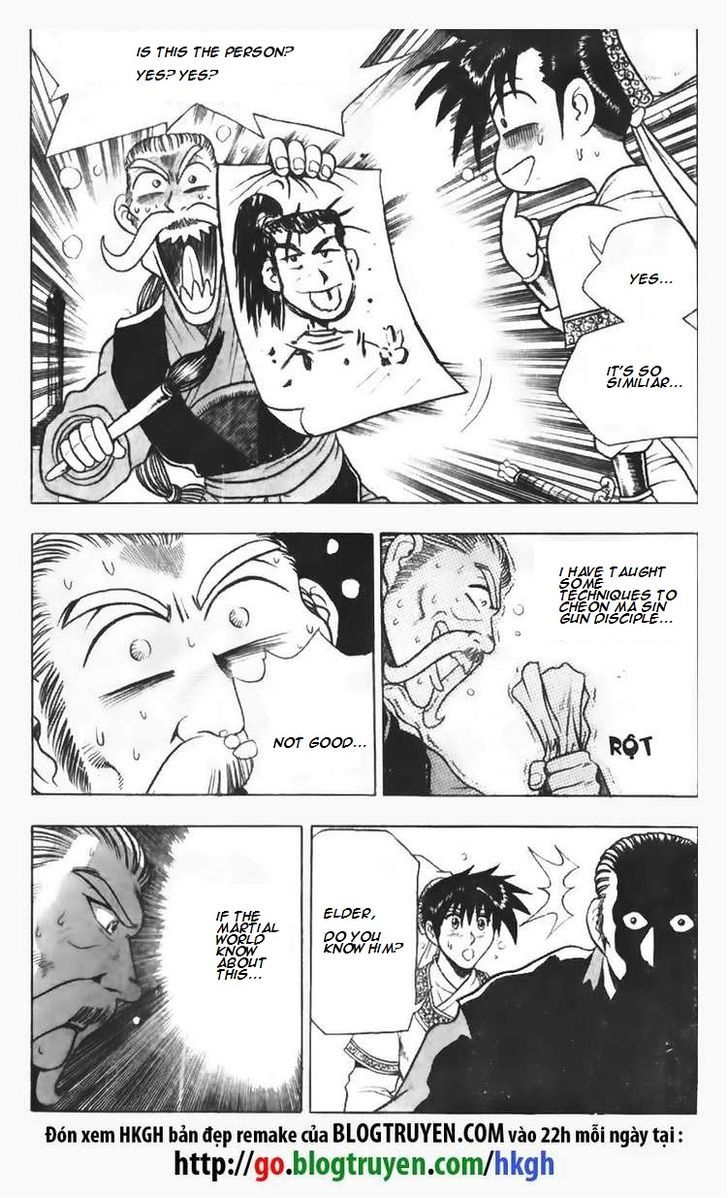 IS THIS THE PERSON?
YES? YES?
YES...
IT'S SO
SIMILIAR...
NOT GOOD...
I HAVE TAUGHT
SOME
TECHNIQUES TO
CHEON MA SIN
GUN DISCIPLE...
RỘT
IF THE
MARTIAL
WORLD
KNOW
ABOUT
THIS...
ELDER,
DO YOU
KNOW HIM?
Đón xem HKGH bản đẹp remake của BLOGTRUYEN.COM vào 22h mỗi ngày tại :
http://go.blogtruyen.com/hkgh